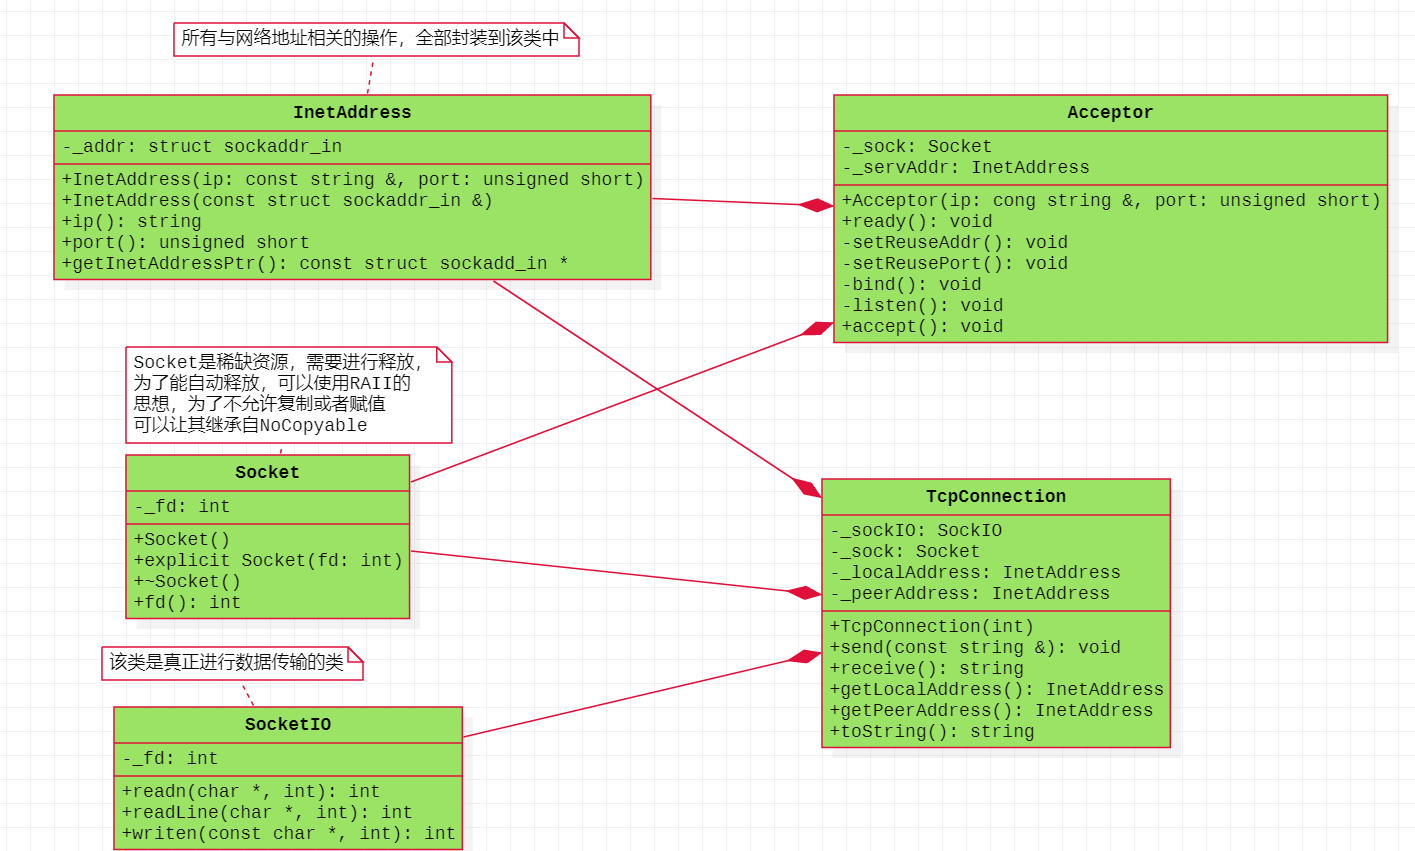 所有与网络地址相关的操作，全部封装到该类中
InetAddress
-_addr: struct sockaddr_in
+InetAddress(ip: const string &, port: unsigned short)
+InetAddress(const struct sockaddr_in &)
+ip(): string
+port(): unsigned short
+getInetAddressPtr(): const struct sockadd_in *
Acceptor
-_sock: Socket
-_servAddr: InetAddress
+Acceptor(ip: cong string &, port: unsigned short)
+ready(): void
-setReuseAddr(): void
-setReusePort(): void
-bind(): void
-listen(): void
+accept(): void
Socket是稀缺资源，需要进行释放，
为了能自动释放，可以使用RAII的
思想，为了不允许复制或者赋值
可以让其继承自NoCopyable
Socket
-_fd: int
+Socket()
+explicit Socket(fd: int)
+~Socket()
+fd(): int
TcpConnection
-_sockIO: SockIO
-_sock: Socket
-_localAddress: InetAddress
-_peerAddress: InetAddress
+TcpConnection(int)
+send(const string &): void
+receive(): string
+getLocalAddress(): InetAddress
+getPeerAddress(): InetAddress
+toString(): string
该类是真正进行数据传输的类
SocketIO
-_fd: int
+readn(char *, int): int
+readLine(char *, int): int
+writen(const char *, int): int